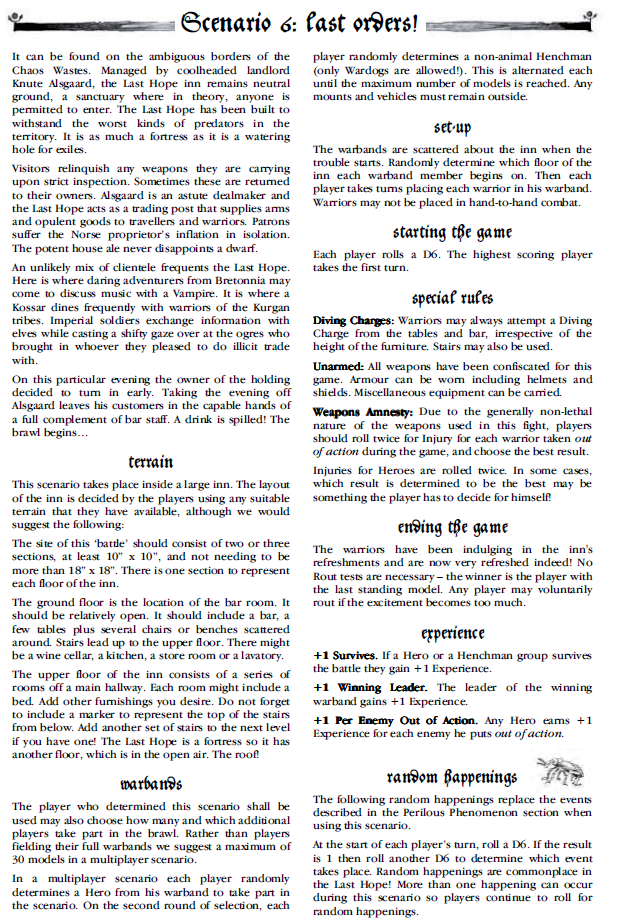 Scenario 6: Last orders!
It can be found on the ambiguous borders of the
Chaos Wastes. Managed by coolheaded landlord
Knute Alsgaard, the Last Hope inn remains neutral
ground, a sanctuary where in theory, anyone is
permitted to enter. The Last Hope has been built to
withstand the worst kinds of predators in the
territory. It is as much a fortress as it is a watering
hole for exiles.
Visitors relinquish any weapons they are carrying
upon strict inspection. Sometimes these are returned
to their owners. Alsgaard is an astute dealmaker and
the Last Hope acts as a trading post that supplies arms
and opulent goods to travellers and warriors. Patrons
suffer the Norse proprietor's inflation in isolation.
The potent house ale never disappoints a dwarf.
An unlikely mix of clientele frequents the Last Hope.
Here is where daring adventurers from Bretonnia may
come to discuss music with a Vampire. It is where a
Kossar dines frequently with warriors of the Kurgan
tribes. Imperial soldiers exchange information with
elves while casting a shifty gaze over at the ogres who
brought in whoever they pleased to do illicit trade
with.
On this particular evening the owner of the holding
decided to turn in early. Taking the evening off
Alsgaard leaves his customers in the capable hands of
a full complement of bar staff. A drink is spilled! The
brawl begins…
terrain
This scenario takes place inside a large inn. The layout
of the inn is decided by the players using any suitable
terrain that they have available, although we would
suggest the following:
The site of this 'battle' should consist of two or three
sections, at least 10" x 10", and not needing to be
more than 18" x 18". There is one section to represent
each floor of the inn.
The ground floor is the location of the bar room. It
should be relatively open. It should include a bar, a
few tables plus several chairs or benches scattered
around. Stairs lead up to the upper floor. There might
be a wine cellar, a kitchen, a store room or a lavatory.
The upper floor of the inn consists of a series of
rooms off a main hallway. Each room might include a
bed. Add other furnishings you desire. Do not forget
to include a marker to represent the top of the stairs
from below. Add another set of stairs to the next level
if you have one! The Last Hope is a fortress so it has
another floor, which is in the open air. The roof!
warbands
The player who determined this scenario shall be
used may also choose how many and which additional
players take part in the brawl. Rather than players
fielding their full warbands we suggest a maximum of
30 models in a multiplayer scenario.
In a multiplayer scenario each player randomly
determines a Hero from his warband to take part in
the scenario. On the second round of selection, each
player randomly determines a non-animal Henchman
(only Wardogs are allowed!). This is alternated each
until the maximum number of models is reached. Any
mounts and vehicles must remain outside.
set-up
The warbands are scattered about the inn when the
trouble starts. Randomly determine which floor of the
inn each warband member begins on. Then each
player takes turns placing each warrior in his warband.
Warriors may not be placed in hand-to-hand combat.
starting the game
Each player rolls a D6. The highest scoring player
takes the first turn.
special rules
Diving Charges: Warriors may always attempt a Diving
Charge from the tables and bar, irrespective of the
height of the furniture. Stairs may also be used.
Unarmed: All weapons have been confiscated for this
game. Armour can be worn including helmets and
shields. Miscellaneous equipment can be carried.
Weapons Amnesty: Due to the generally non-lethal
nature of the weapons used in this fight, players
should roll twice for Injury for each warrior taken out
of action during the game, and choose the best result.
Injuries for Heroes are rolled twice. In some cases,
which result is determined to be the best may be
something the player has to decide for himself!
ending the game
The warriors have been indulging in the inn's
refreshments and are now very refreshed indeed! No
Rout tests are necessary – the winner is the player with
the last standing model. Any player may voluntarily
rout if the excitement becomes too much.
experience
+1 Survives. If a Hero or a Henchman group survives
the battle they gain +1 Experience.
+1 Winning Leader. The leader of the winning
warband gains +1 Experience.
+1 Per Enemy Out of Action. Any Hero earns +1
Experience for each enemy he puts out of action.
random happenings
The following random happenings replace the events
described in the Perilous Phenomenon section when
using this scenario.
At the start of each player's turn, roll a D6. If the result
is 1 then roll another D6 to determine which event
takes place. Random happenings are commonplace in
the Last Hope! More than one happening can occur
during this scenario so players continue to roll for
random happenings.